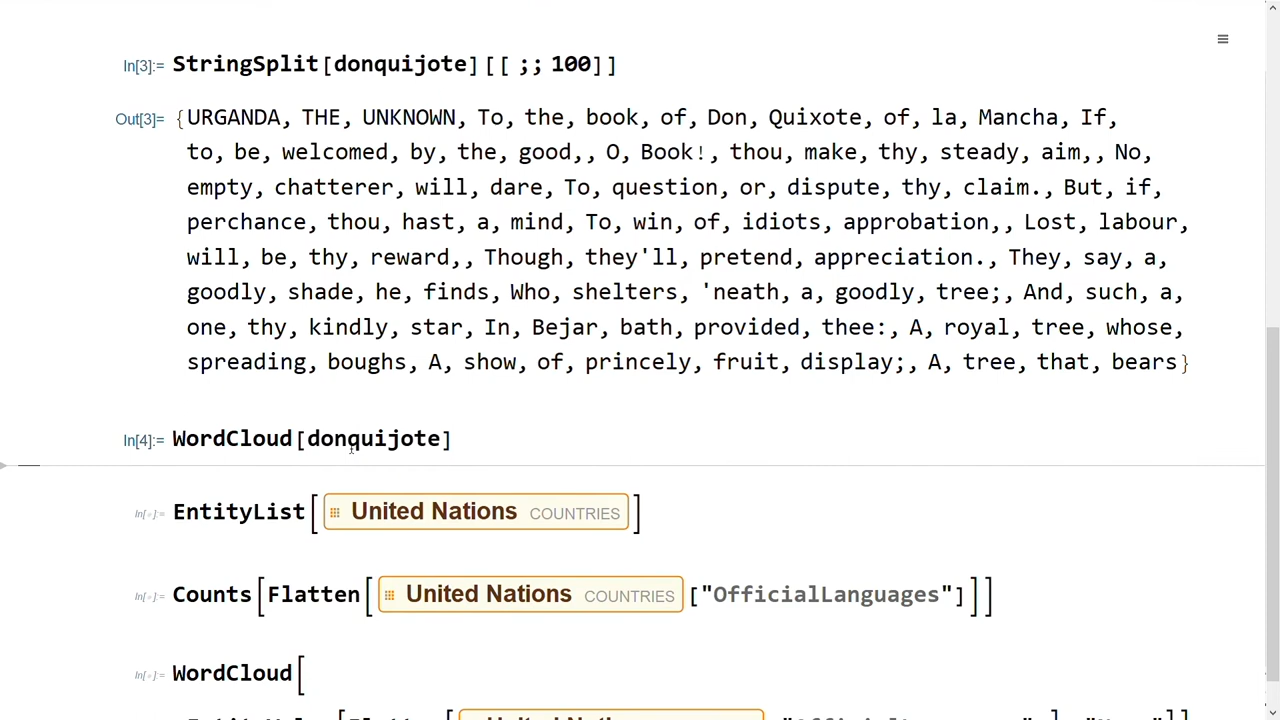 In[3]:= StringSplit[donquijote][[ ;; 100]]
Out[3]= {URGANDA, THE, UNKNOWN, To, the, book, of, Don, Quixote, of, la, Mancha, If,
to, be, welcomed, by, the, good,, O, Book!, thou, make, thy, steady, aim,, No,
empty, chatterer, will, dare, To, question, or, dispute, thy, claim., But, if,
perchance, thou, hast, a, mind, To, win, of, idiots, approbation,, Lost, labour,
will, be, thy, reward,, Though, they'll, pretend, appreciation., They, say, a,
goodly, shade, he, finds, Who, shelters, 'neath, a, goodly, tree;, And, such, a,
one, thy, kindly, star, In, Bejar, bath, provided, thee:, A, royal, tree, whose,
spreading, boughs, A, show, of, princely, fruit, display;, A, tree, that, bears}
In[4]:= WordCloud[donquijote]
In[◦]:= EntityList[United Nations COUNTRIES]
In[◦]:= Counts[Flatten[United Nations COUNTRIES ["OfficialLanguages"]]]
In[◦]:= WordCloud[